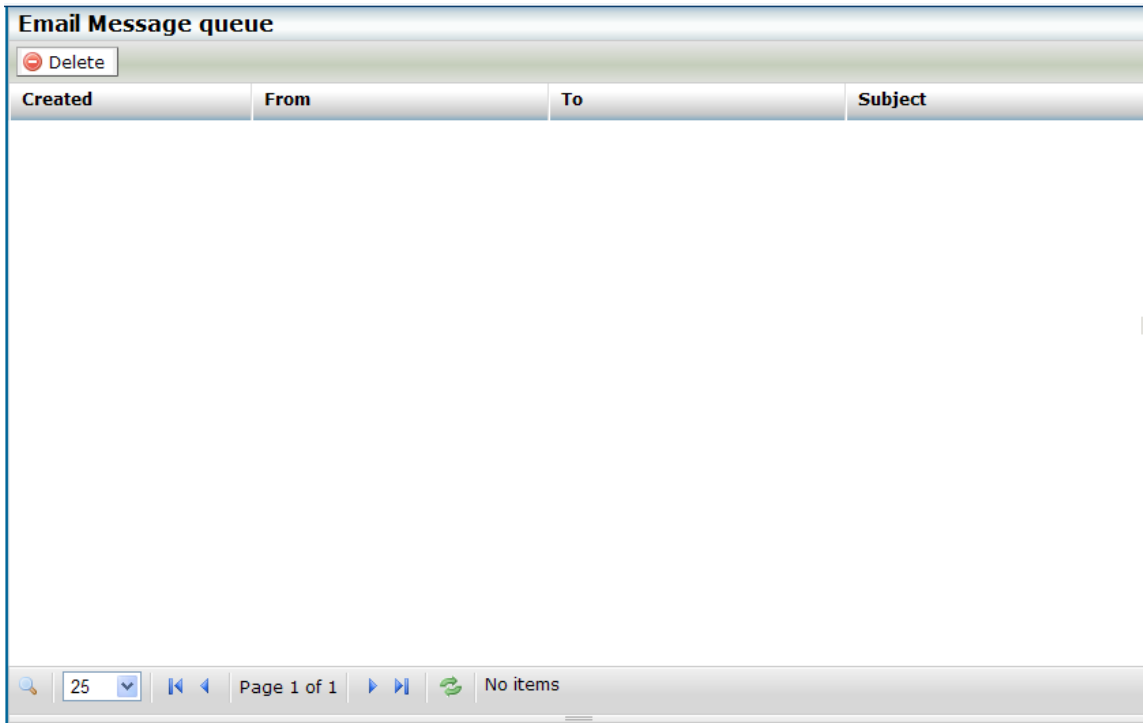 Email Message queue
Delete
Created From To Subject
25 Page 1 of 1 No items